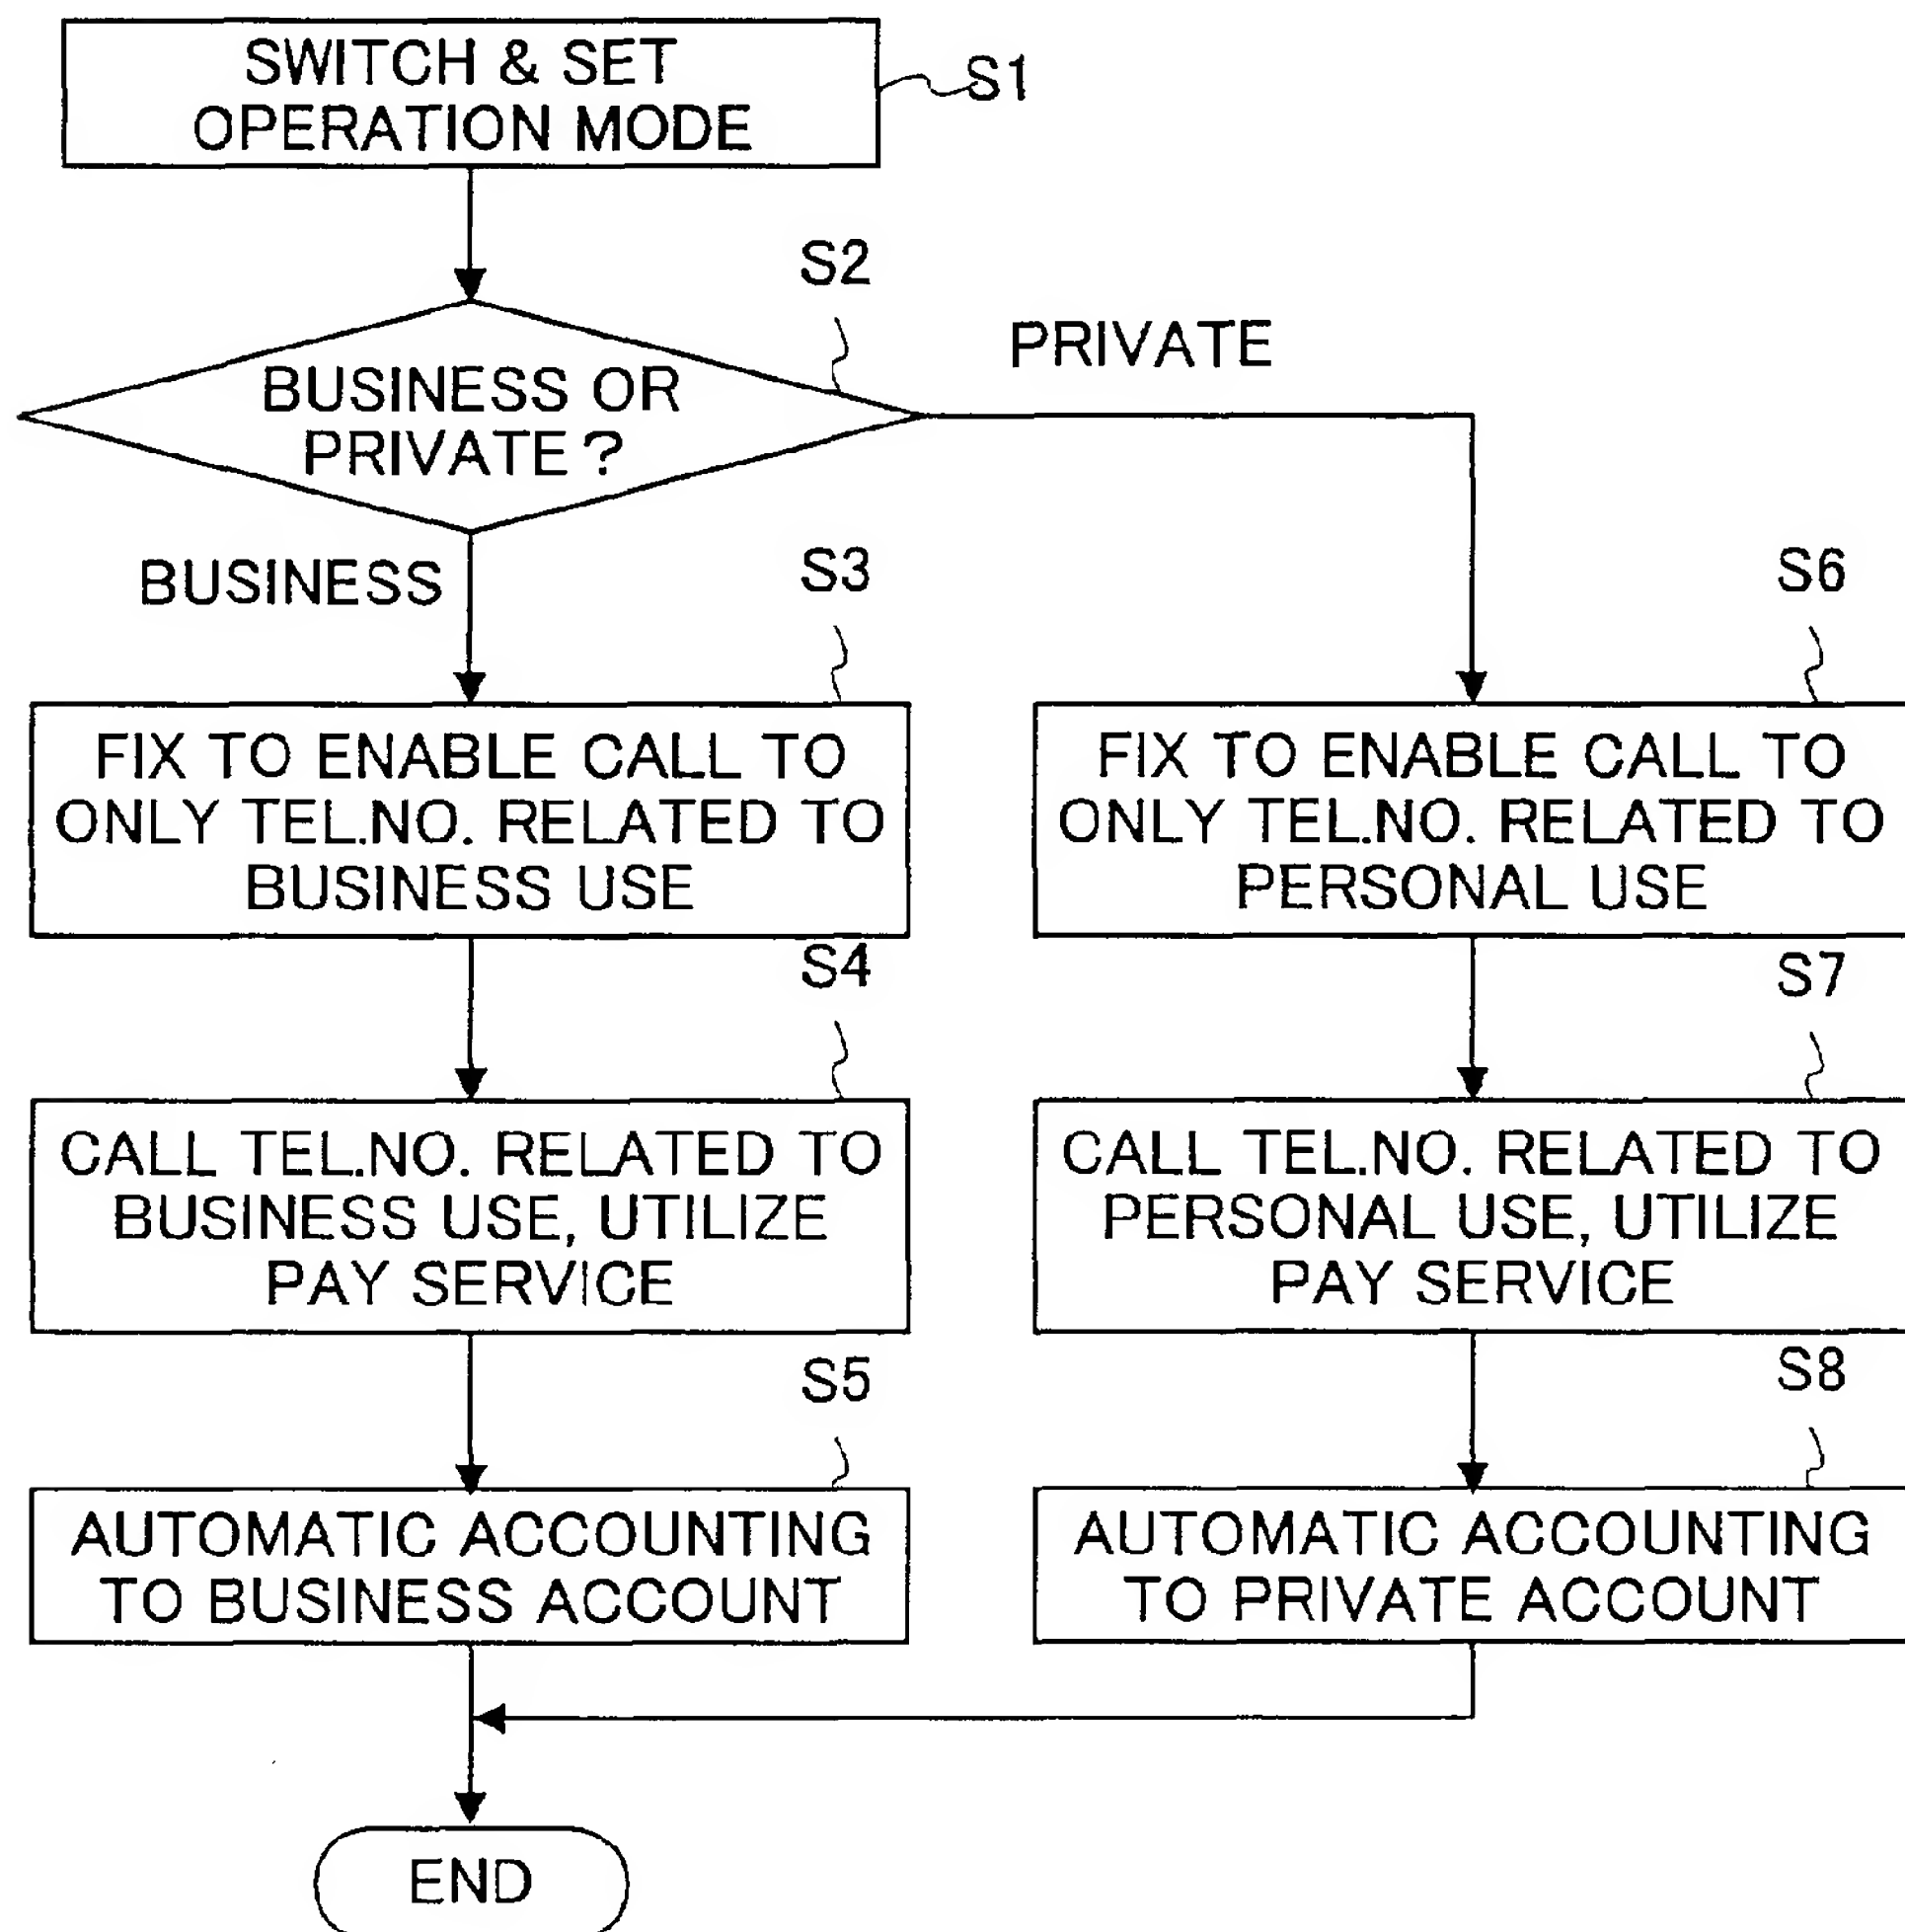 SWITCH & SET
OPERATION MODE
S1
S2
BUSINESS OR
PRIVATE?
PRIVATE
BUSINESS
S3
FIX TO ENABLE CALL TO
ONLY TEL.NO. RELATED TO
BUSINESS USE
S6
FIX TO ENABLE CALL TO
ONLY TEL.NO. RELATED TO
PERSONAL USE
S4
CALL TEL.NO. RELATED TO
BUSINESS USE, UTILIZE
PAY SERVICE
S7
CALL TEL.NO. RELATED TO
PERSONAL USE, UTILIZE
PAY SERVICE
S5
AUTOMATIC ACCOUNTING
TO BUSINESS ACCOUNT
S8
AUTOMATIC ACCOUNTING
TO PRIVATE ACCOUNT
END